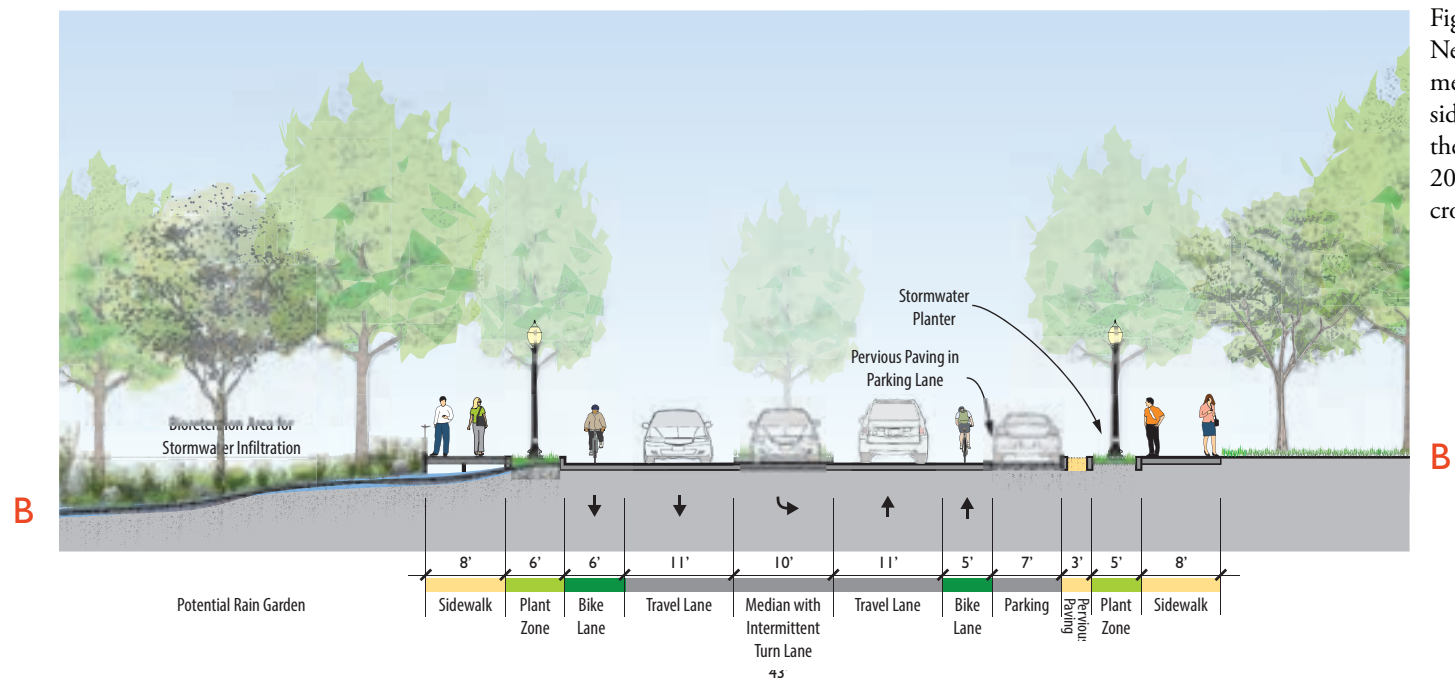 Stormwater
Planter
Pervious Paving in
Parking Lane
Area for
Stormwater Infiltration
B
B
8’ 6’ 6’ 11’ 10’ 11’ 5’ 7’ 3’ 5’ 8’
Potential Rain Garden
Sidewalk
Plant
Zone
Bike
Lane
Travel Lane
Median with
Intermittent
Turn Lane
Travel Lane
Bike
Lane
Parking
Pervious
Paving
Plant
Zone
Sidewalk
43’
Fig
Ne
me
sid
20
cro